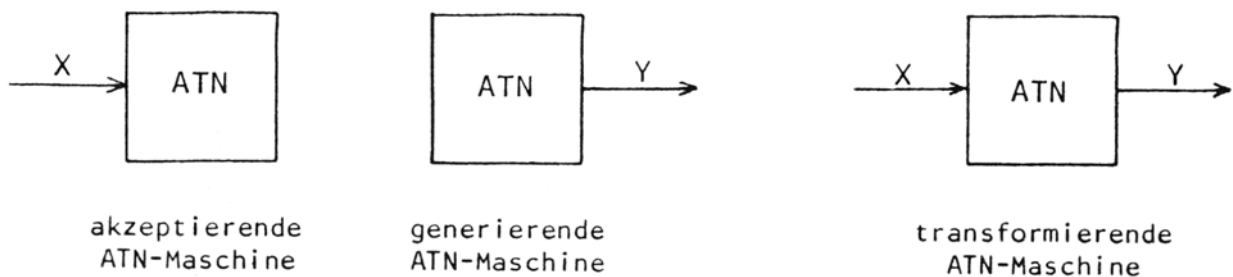 X
ATN
akzeptierende
ATN-Maschine
ATN
Y
generierende
ATN-Maschine
X
ATN
Y
transformierende
ATN-Maschine